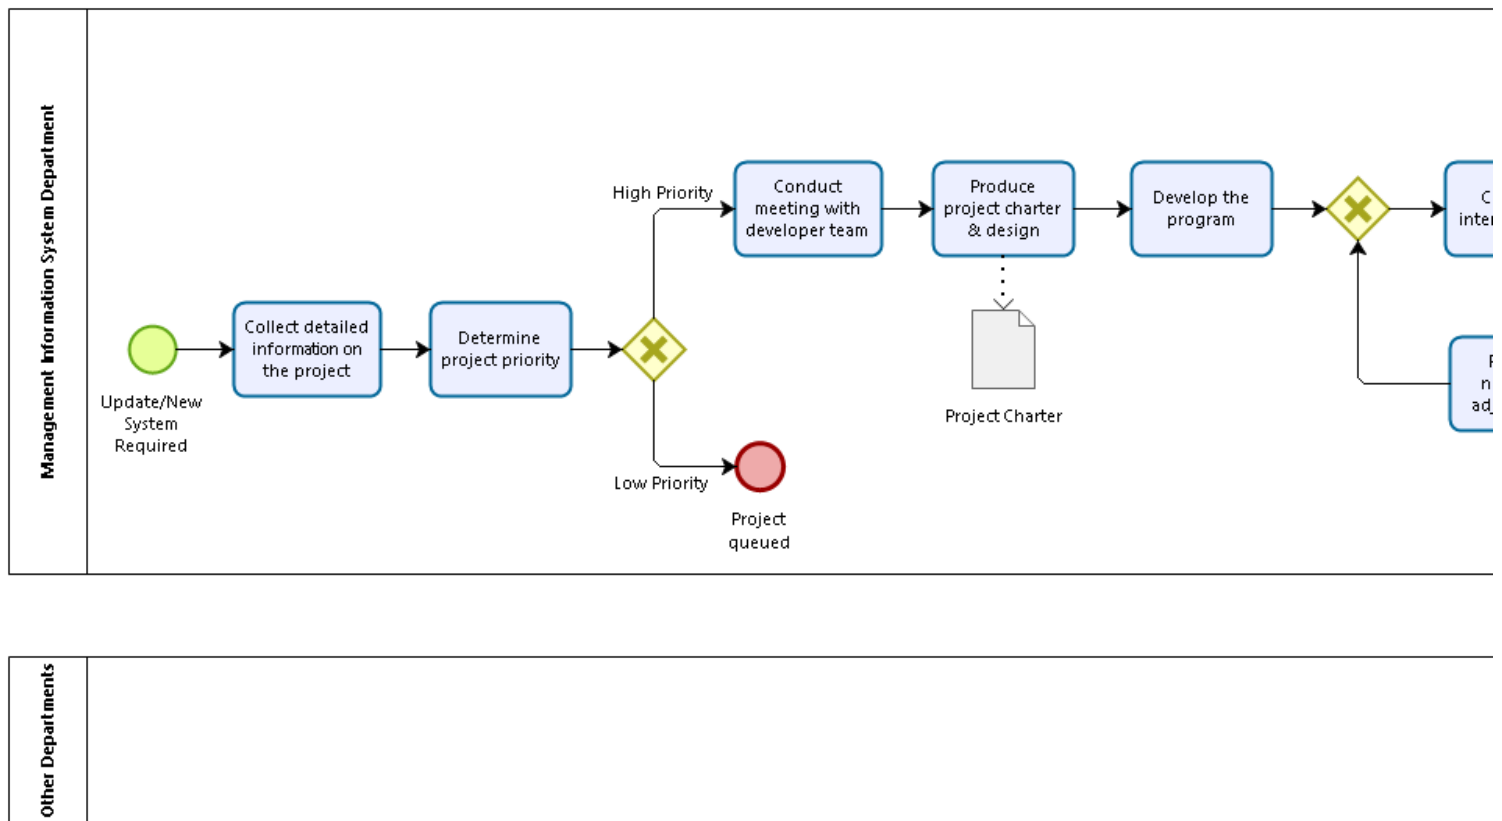 Management Information System Department
Update/New
System
Required
Collect detailed
information on
the project
Determine
project priority
High Priority
Low Priority
Project
queued
Conduct
meeting with
developer team
Produce
project charter
& design
Project Charter
Develop the
program
Other Departments